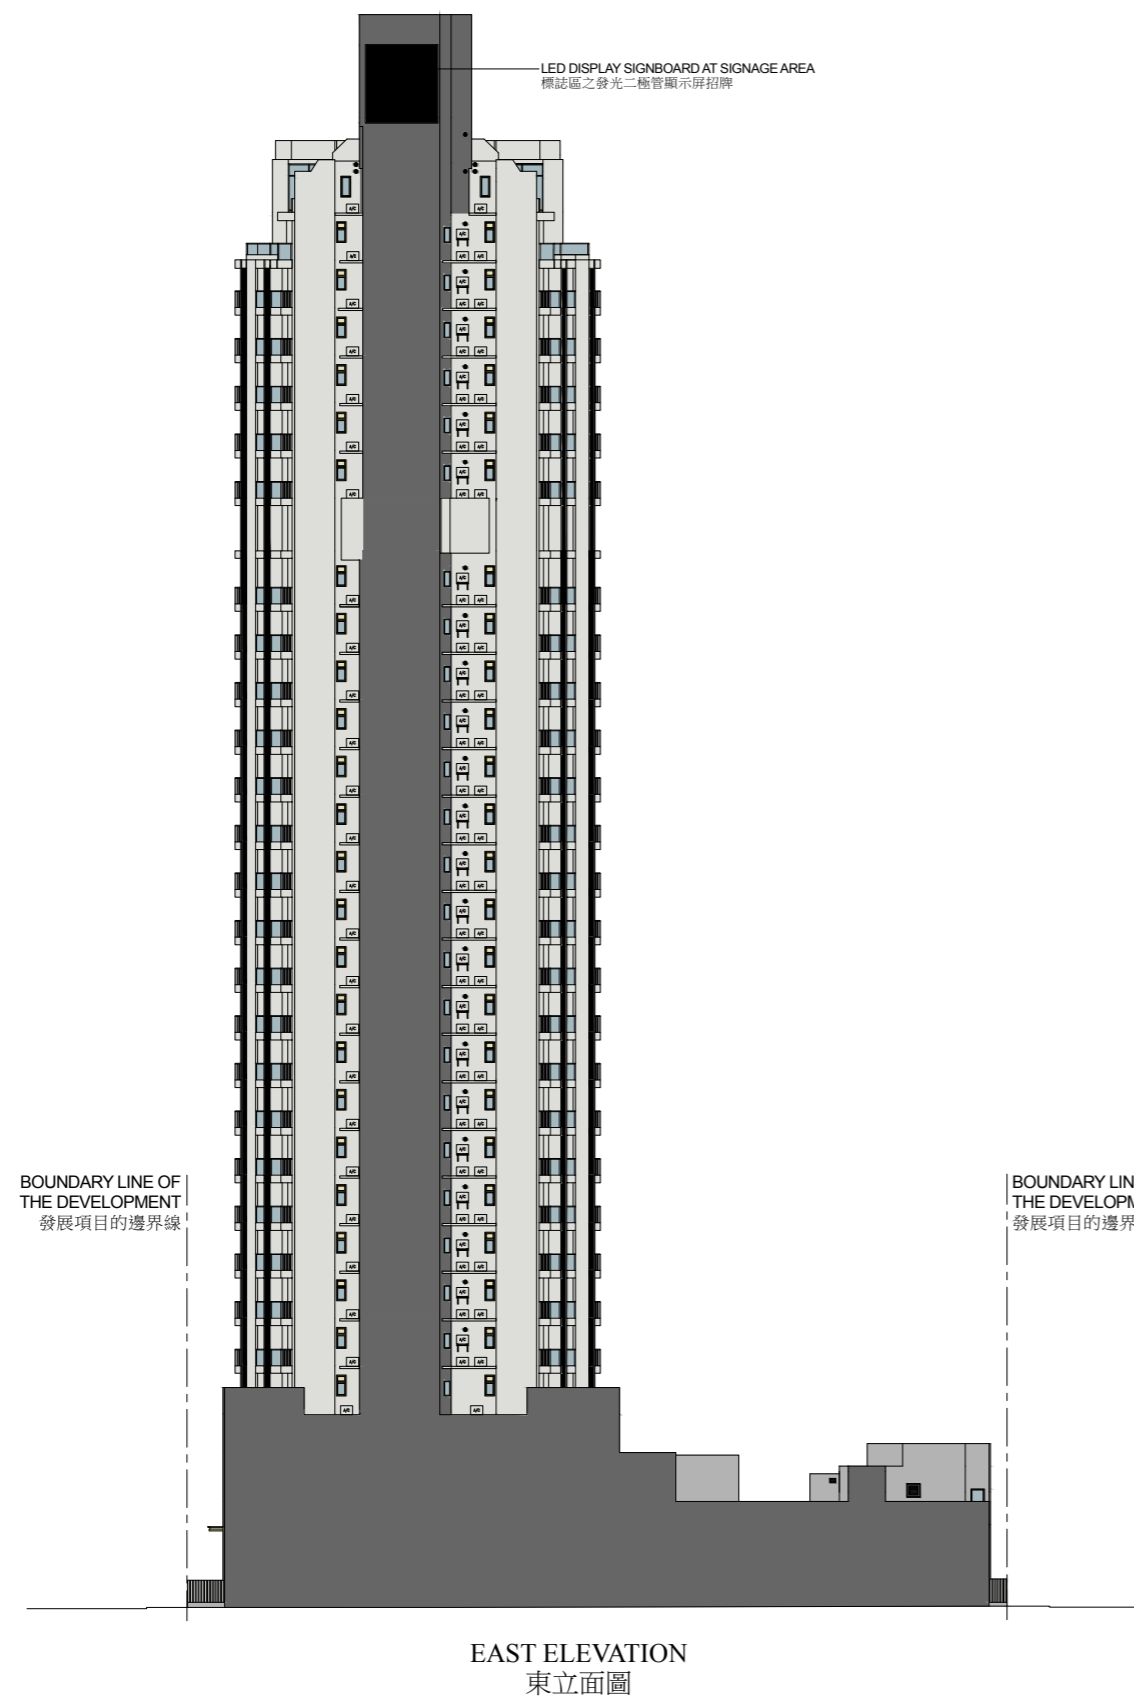 LED DISPLAY SIGNBOARD AT SIGNAGE AREA
標誌區之發光二極管顯示屏招牌
BOUNDARY LINE OF
THE DEVELOPMENT
發展項目的邊界線
BOUNDARY LIN
THE DEVELOPM
發展項目的邊界
EAST ELEVATION
東立面圖